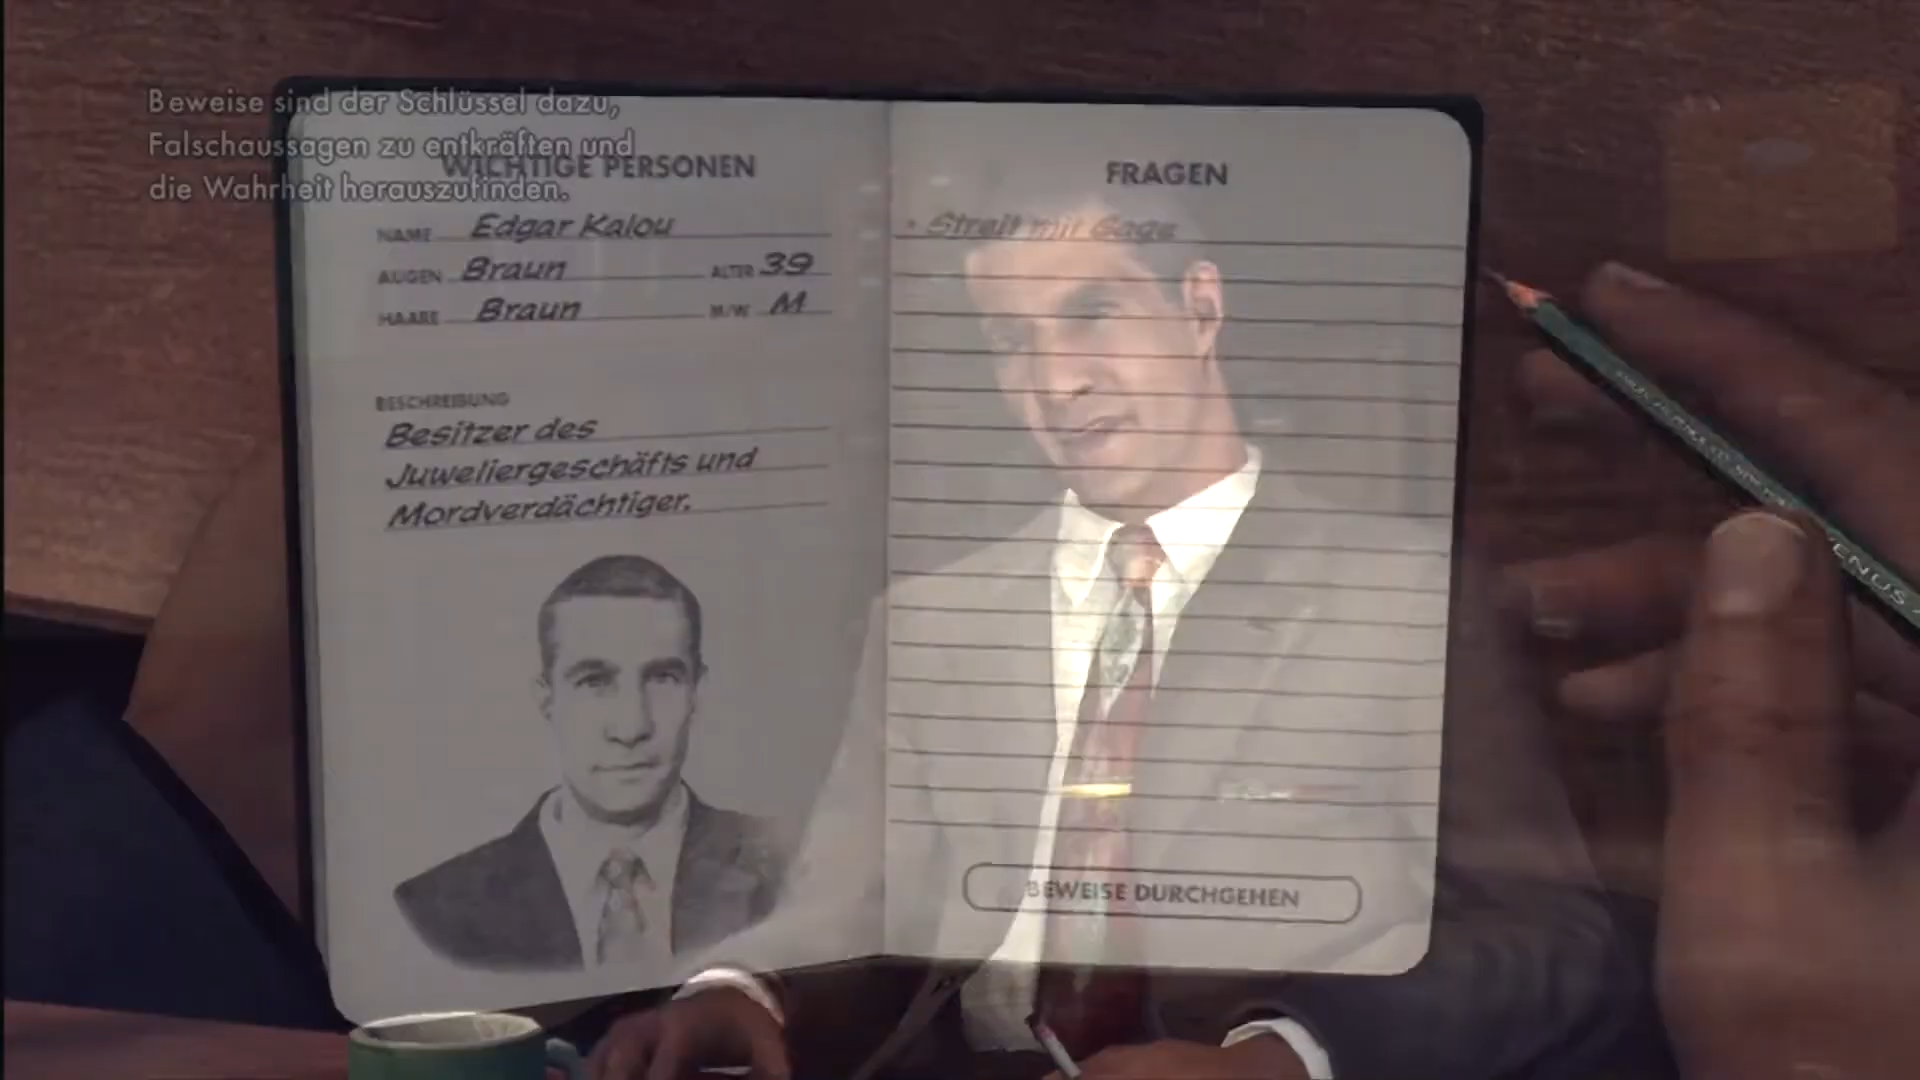 Beweise sind der Schlüssel dazu,
Falschaussagen zu entkräften und
die Wahrheit herauszufinden.
WICHTIGE PERSONEN
NAME Edgar Kalou
AUGEN Braun ALTER 39
HAARE Braun M/W M
BESCHREIBUNG
Besitzer des
Juweliergeschäfts und
Mordverdächtiger.
FRAGEN
• Streit mit Gage
BEWEISE DURCHGEHEN
VENUS